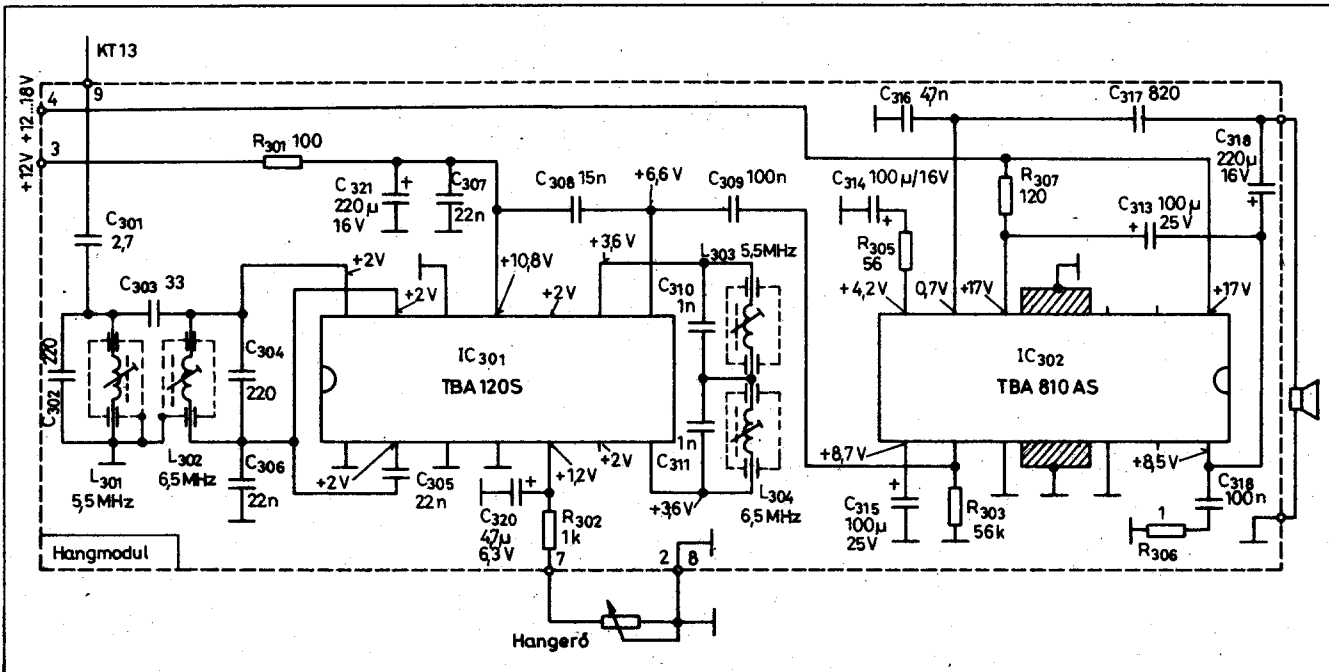 KT13
9
+12...18V
4
+12V
3
R301 100
C321
220µ
16V
+
C307
22n
C308 15n
+6,6V
C309 100n
C316 47n
C317 820
C318
220µ
16V
+
C314 100µ/16V
+
R305
56
R307
120
C313 100µ
25V
+
C301
2,7
C303 33
+2V
+2V
+10,8V
+2V
+3,6V
L303 5,5MHz
C310
1n
+4,2V
0,7V
+17V
+17V
220
C302
C304
220
IC301
TBA120S
IC302
TBA 810 AS
L301
5,5MHz
L302
6,5MHz
C306
22n
+2V
C305
22n
+1,2V
+2V
1n
C311
+3,6V
L304
6,5MHz
+8,7V
C315
100µ
25V
+
R303
56k
+8,5V
C318
100n
1
R306
C320
47µ
6,3V
+
R302
1k
7
2
8
Hangmodul
Hangerő